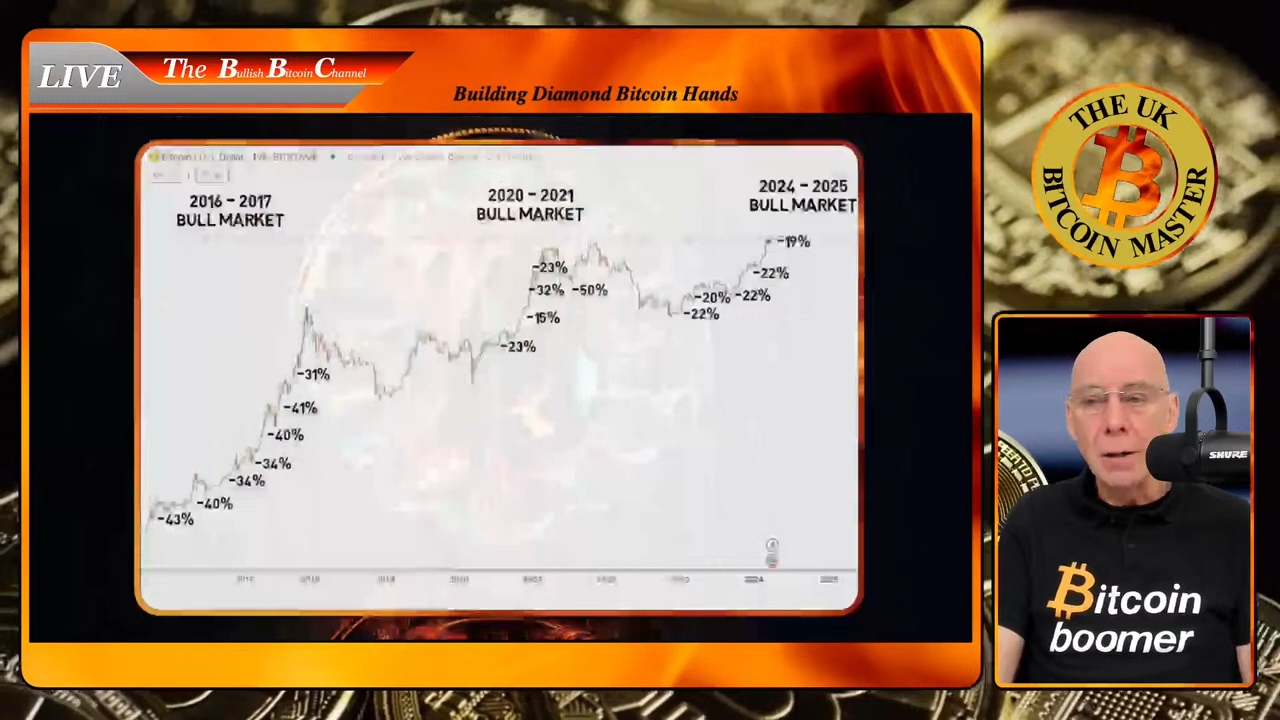 LIVE
The Bullish Bitcoin Channel
Building Diamond Bitcoin Hands
2016 - 2017
BULL MARKET
2020 - 2021
BULL MARKET
2024 - 2025
BULL MARKET
-19%
-23%
-22%
-32%
-50%
-20%
-22%
-22%
-15%
-23%
-31%
-41%
-40%
-34%
-34%
-40%
-43%
2024
2025
THE UK
BITCOIN MASTER
SHURE
Bitcoin
boomer